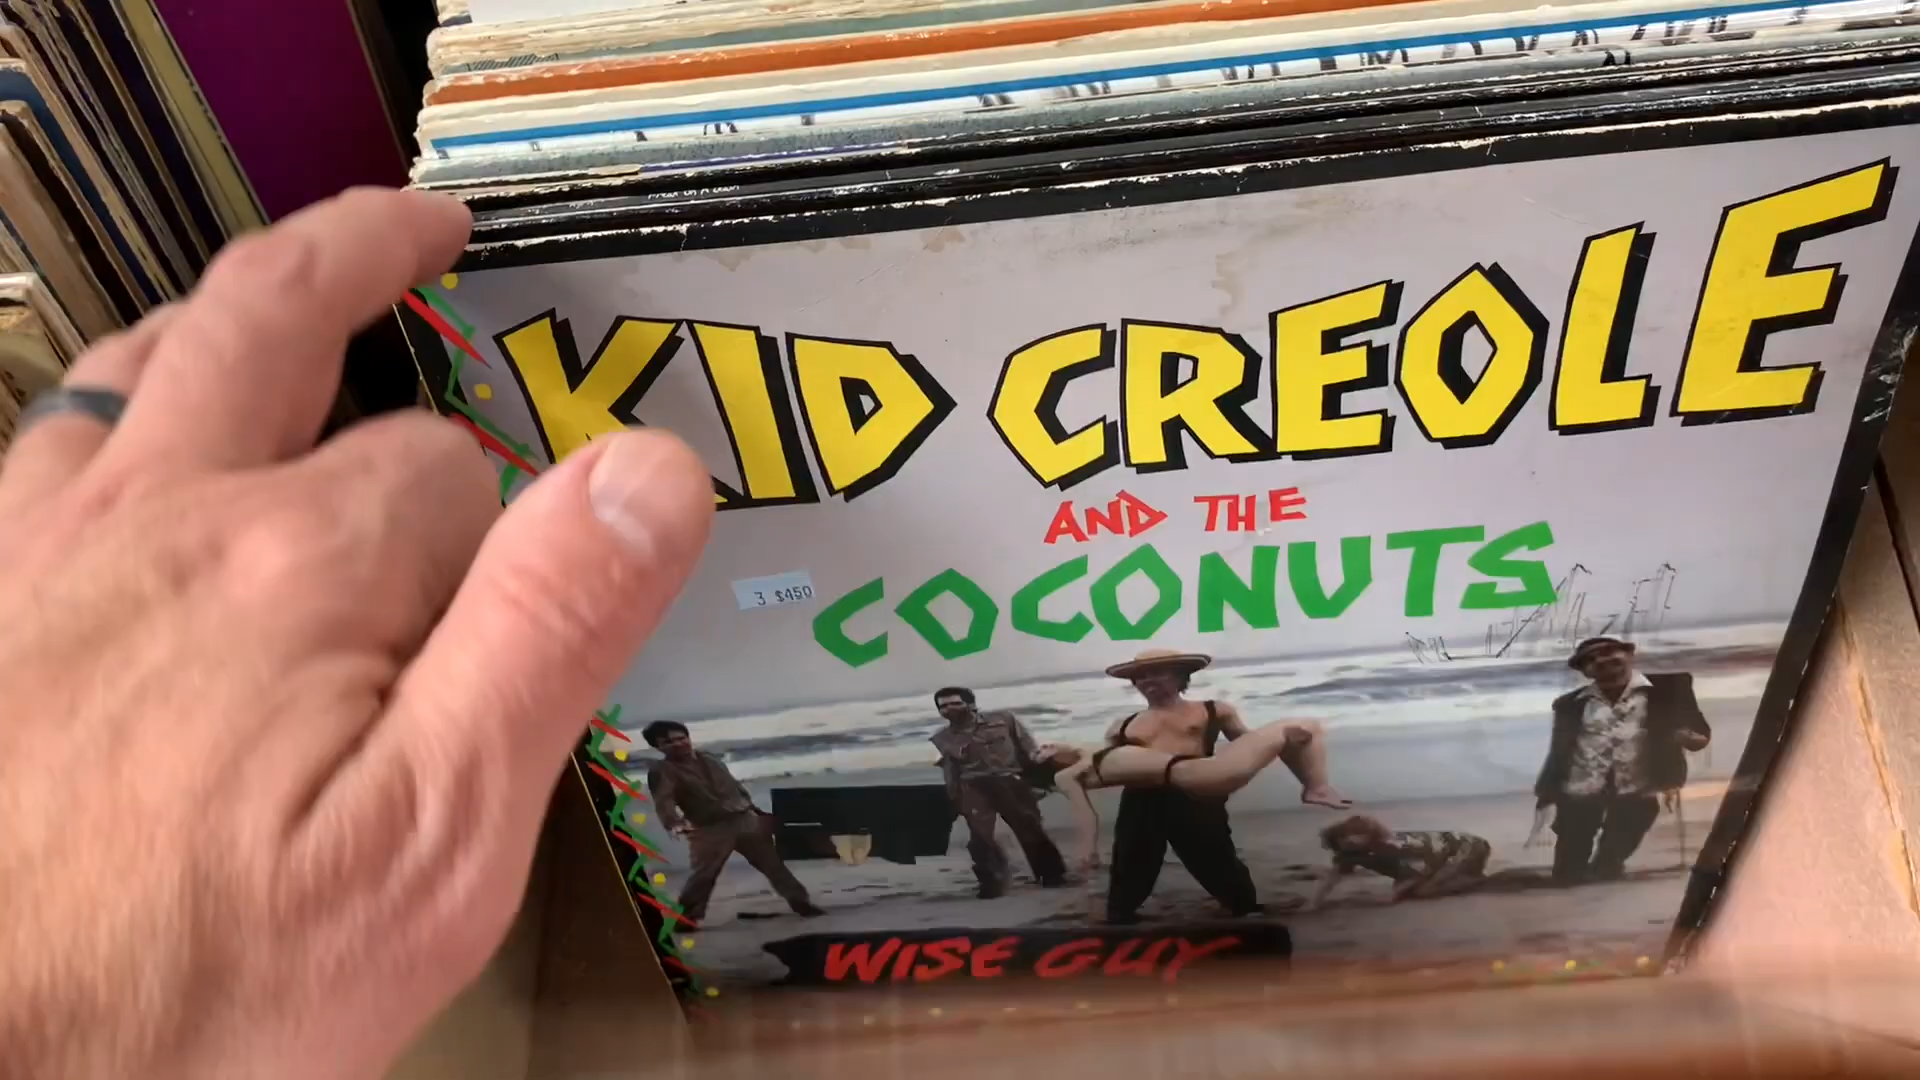 KID CREOLE
AND THE
COCONUTS
3 $450
WISE GUY